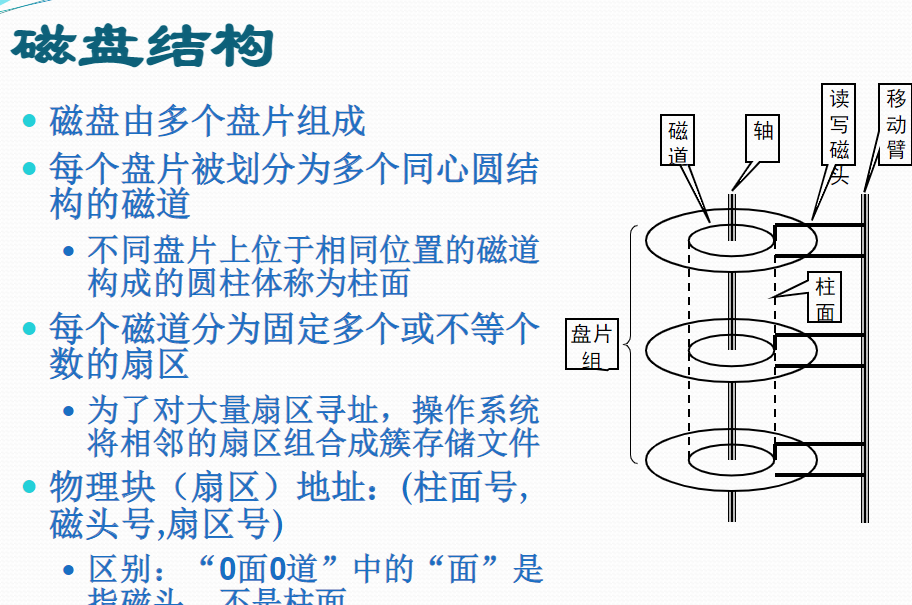 磁盘结构
磁盘由多个盘片组成
每个盘片被划分为多个同心圆结
构的磁道
不同盘片上位于相同位置的磁道
构成的圆柱体称为柱面
每个磁道分为固定多个或不等个
数的扇区
为了对大量扇区寻址，操作系统
将相邻的扇区组合成簇存储文件
物理块（扇区）地址：(柱面号,
磁头号,扇区号)
区别：“0面0道”中的“面”是
指磁头，不是柱面
磁
道
轴
读
写
磁
头
移
动
臂
柱
面
盘片
组